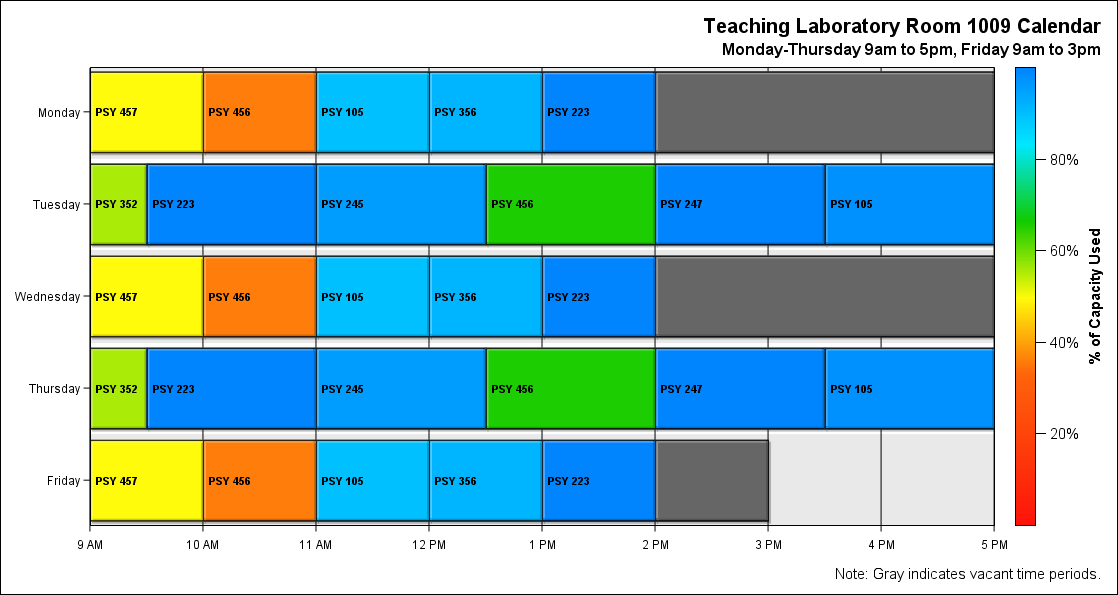 Teaching Laboratory Room 1009 Calendar
Monday-Thursday 9am to 5pm, Friday 9am to 3pm
Monday PSY 457 PSY 456 PSY 105 PSY 356 PSY 223
Tuesday PSY 352 PSY 223 PSY 245 PSY 456 PSY 247 PSY 105
Wednesday PSY 457 PSY 456 PSY 105 PSY 356 PSY 223
Thursday PSY 352 PSY 223 PSY 245 PSY 456 PSY 247 PSY 105
Friday PSY 457 PSY 456 PSY 105 PSY 356 PSY 223
9 AM 10 AM 11 AM 12 PM 1 PM 2 PM 3 PM 4 PM 5 PM
80%
60%
40%
20%
% of Capacity Used
Note: Gray indicates vacant time periods.